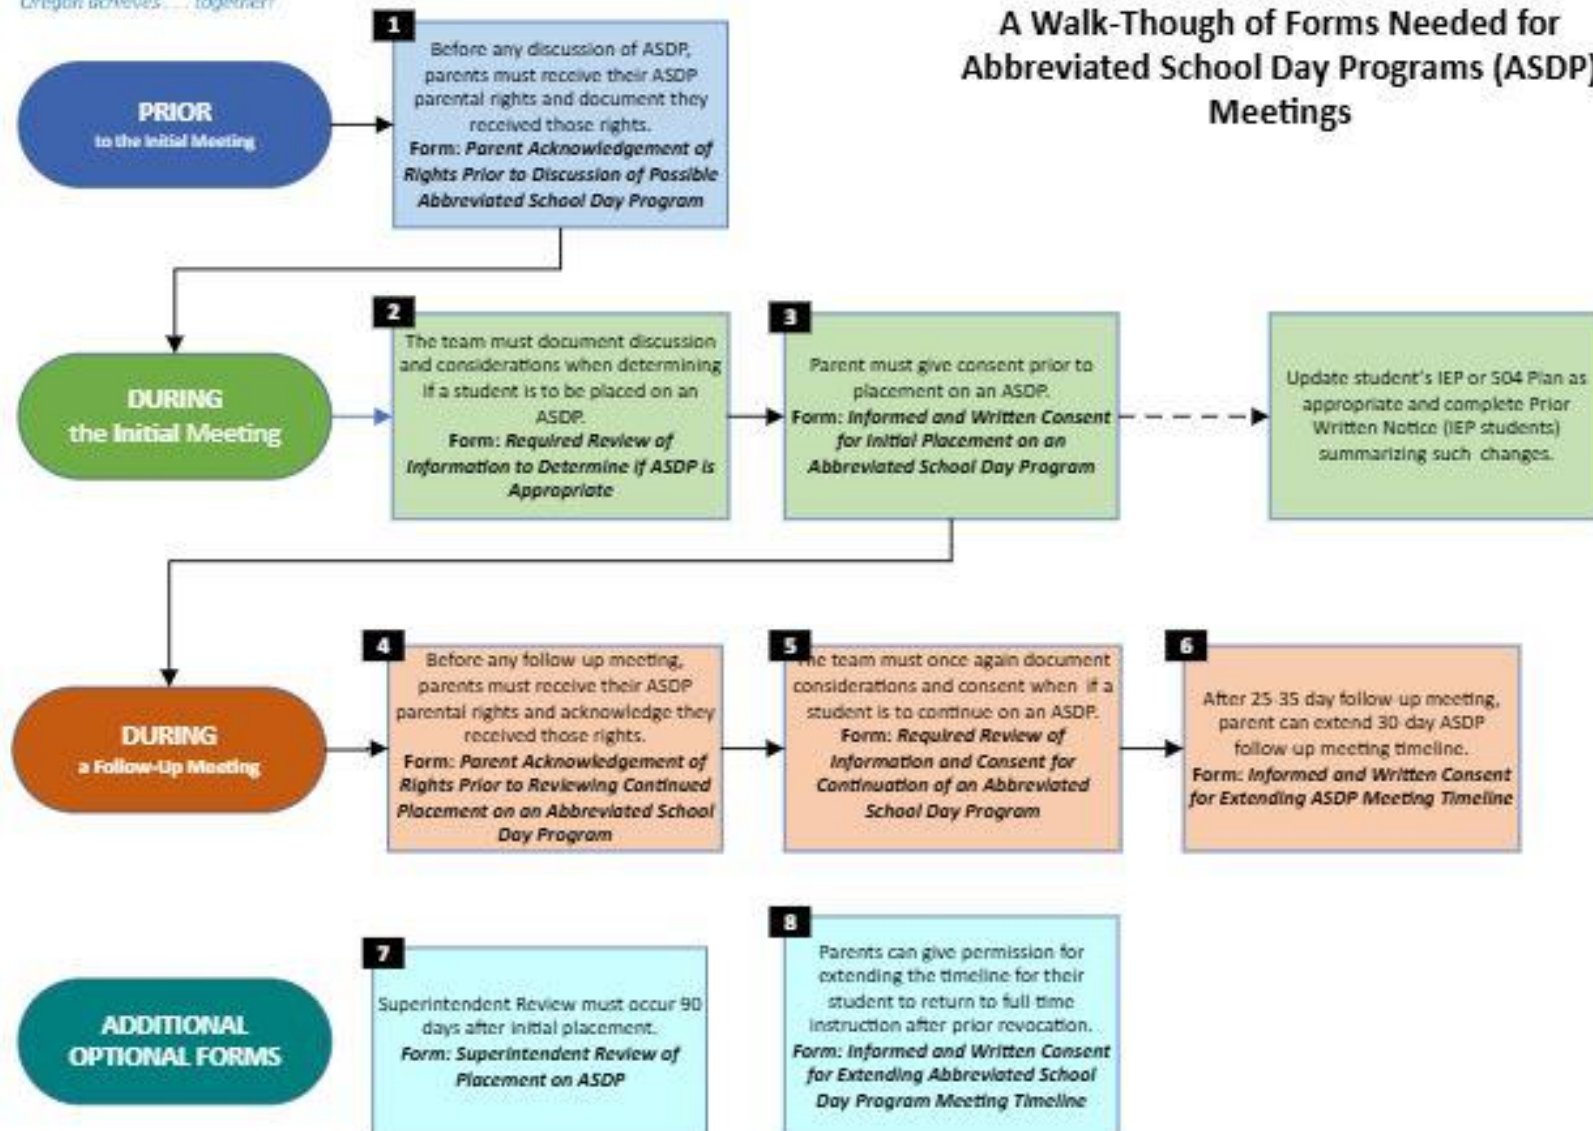 Oregon achieves . . . together!
A Walk-Though of Forms Needed for
Abbreviated School Day Programs (ASDP)
Meetings
PRIOR
to the Initial Meeting
1
Before any discussion of ASDP,
parents must receive their ASDP
parental rights and document they
received those rights.
Form: Parent Acknowledgement of
Rights Prior to Discussion of Possible
Abbreviated School Day Program
DURING
the Initial Meeting
2
The team must document discussion
and considerations when determining
if a student is to be placed on an
ASDP.
Form: Required Review of
Information to Determine if ASDP is
Appropriate
3
Parent must give consent prior to
placement on an ASDP.
Form: Informed and Written Consent
for Initial Placement on an
Abbreviated School Day Program
Update student's IEP or 504 Plan as
appropriate and complete Prior
Written Notice (IEP students)
summarizing such changes.
DURING
a Follow-Up Meeting
4
Before any follow up meeting,
parents must receive their ASDP
parental rights and acknowledge they
received those rights.
Form: Parent Acknowledgement of
Rights Prior to Reviewing Continued
Placement on an Abbreviated School
Day Program
5
The team must once again document
considerations and consent when if a
student is to continue on an ASDP.
Form: Required Review of
Information and Consent for
Continuation of an Abbreviated
School Day Program
6
After 25-35 day follow-up meeting,
parent can extend 30-day ASDP
follow-up meeting timeline.
Form: Informed and Written Consent
for Extending ASDP Meeting Timeline
ADDITIONAL
OPTIONAL FORMS
7
Superintendent Review must occur 90
days after initial placement.
Form: Superintendent Review of
Placement on ASDP
8
Parents can give permission for
extending the timeline for their
student to return to full time
instruction after prior revocation.
Form: Informed and Written Consent
for Extending Abbreviated School
Day Program Meeting Timeline